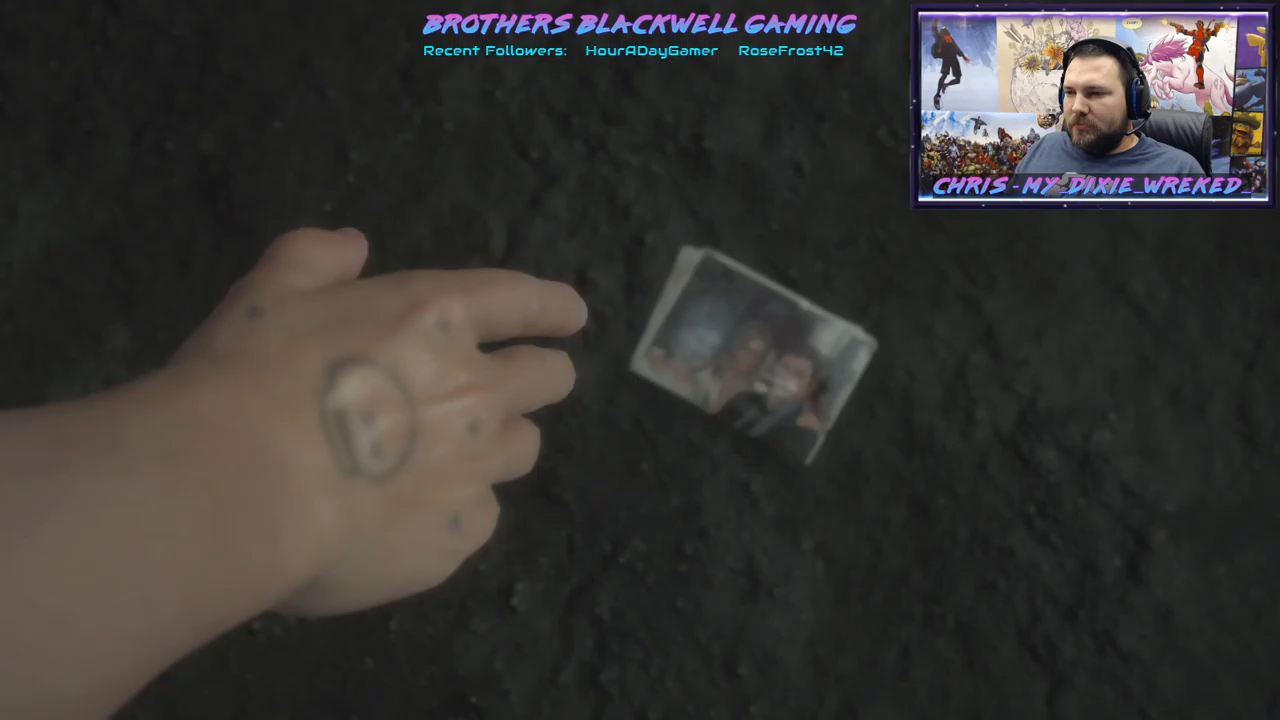 BROTHERS BLACKWELL GAMING
Recent Followers: HourADayGamer RoseFrost42
CHRIS - MY_DIXIE_WREKED_